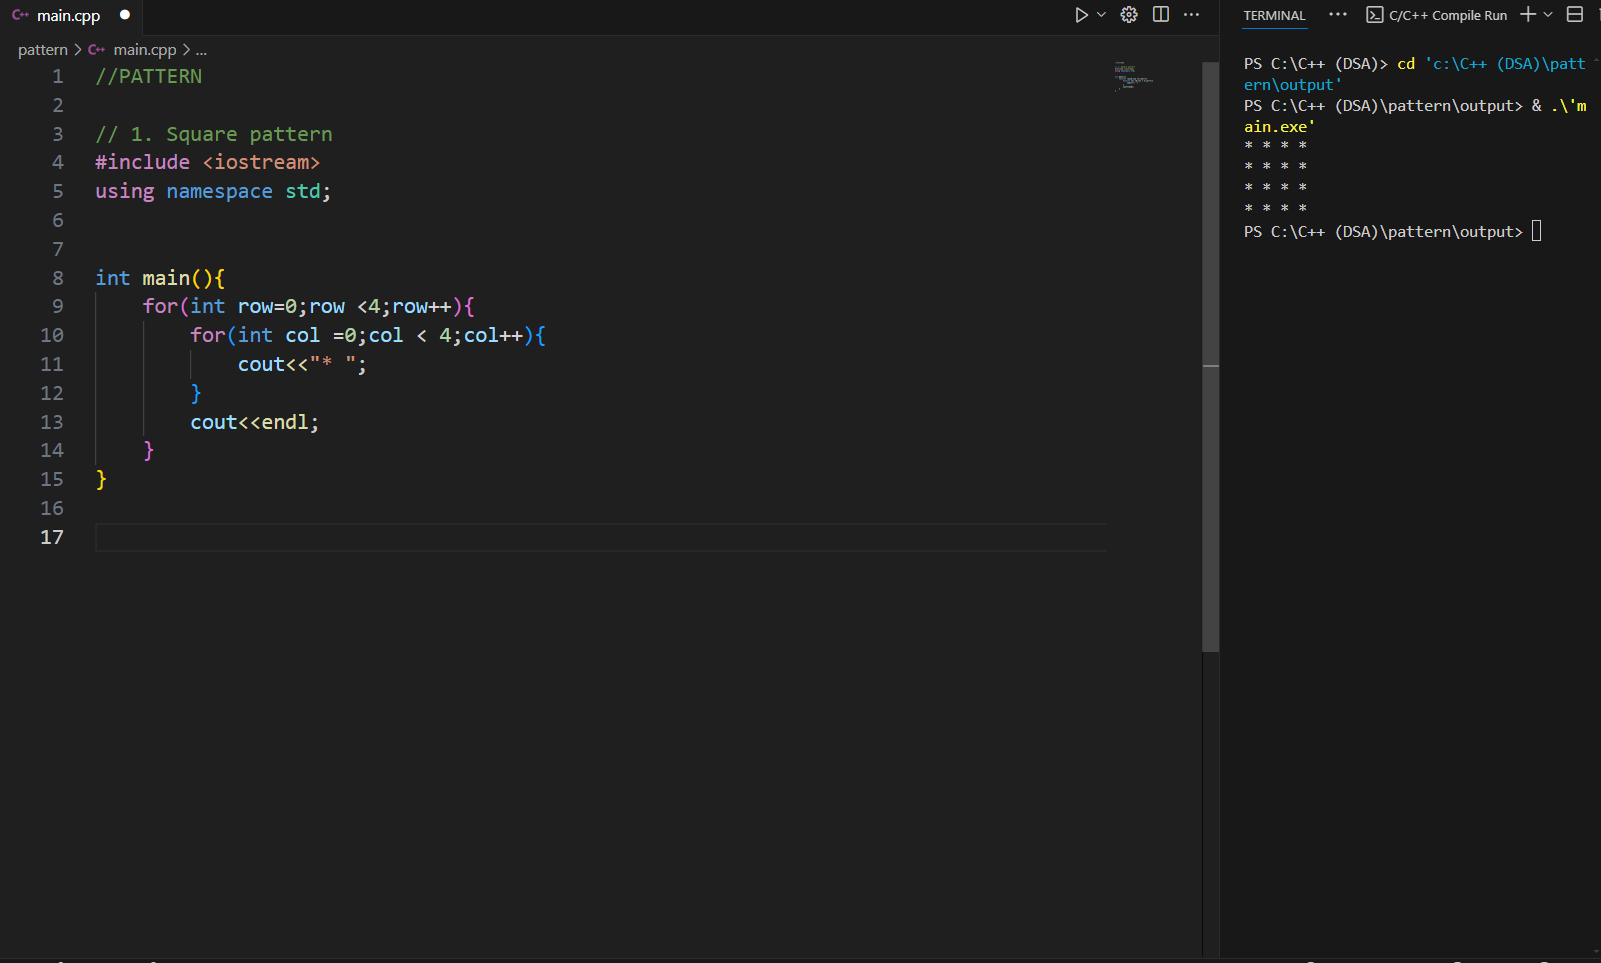 C++ main.cpp
pattern > C++ main.cpp > ...
1 //PATTERN
2
3 // 1. Square pattern
4 #include <iostream>
5 using namespace std;
6
7
8 int main(){
9     for(int row=0;row <4;row++){
10         for(int col =0;col < 4;col++){
11             cout<<"* ";
12         }
13         cout<<endl;
14     }
15 }
16
17
TERMINAL ... C/C++ Compile Run
PS C:\C++ (DSA)> cd 'c:\C++ (DSA)\patt
ern\output'
PS C:\C++ (DSA)\pattern\output> & .\'m
ain.exe'
* * * *
* * * *
* * * *
* * * *
PS C:\C++ (DSA)\pattern\output>